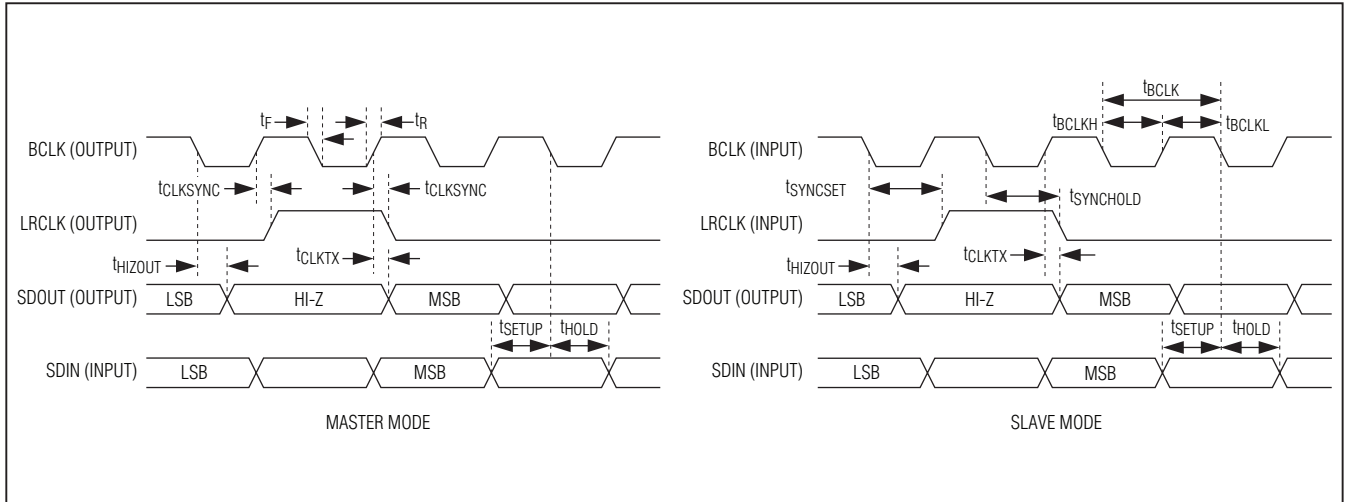 tF
tR
BCLK (OUTPUT)
tCLKSYNC
tCLKSYNC
LRCLK (OUTPUT)
tHIZOUT
tCLKTX
SDOUT (OUTPUT)
LSB
HI-Z
MSB
tSETUP
tHOLD
SDIN (INPUT)
LSB
MSB
MASTER MODE
tBCLK
tBCLKH
tBCLKL
BCLK (INPUT)
tSYNCSET
tSYNCHOLD
LRCLK (INPUT)
tHIZOUT
tCLKTX
SDOUT (OUTPUT)
LSB
HI-Z
MSB
tSETUP
tHOLD
SDIN (INPUT)
LSB
MSB
SLAVE MODE